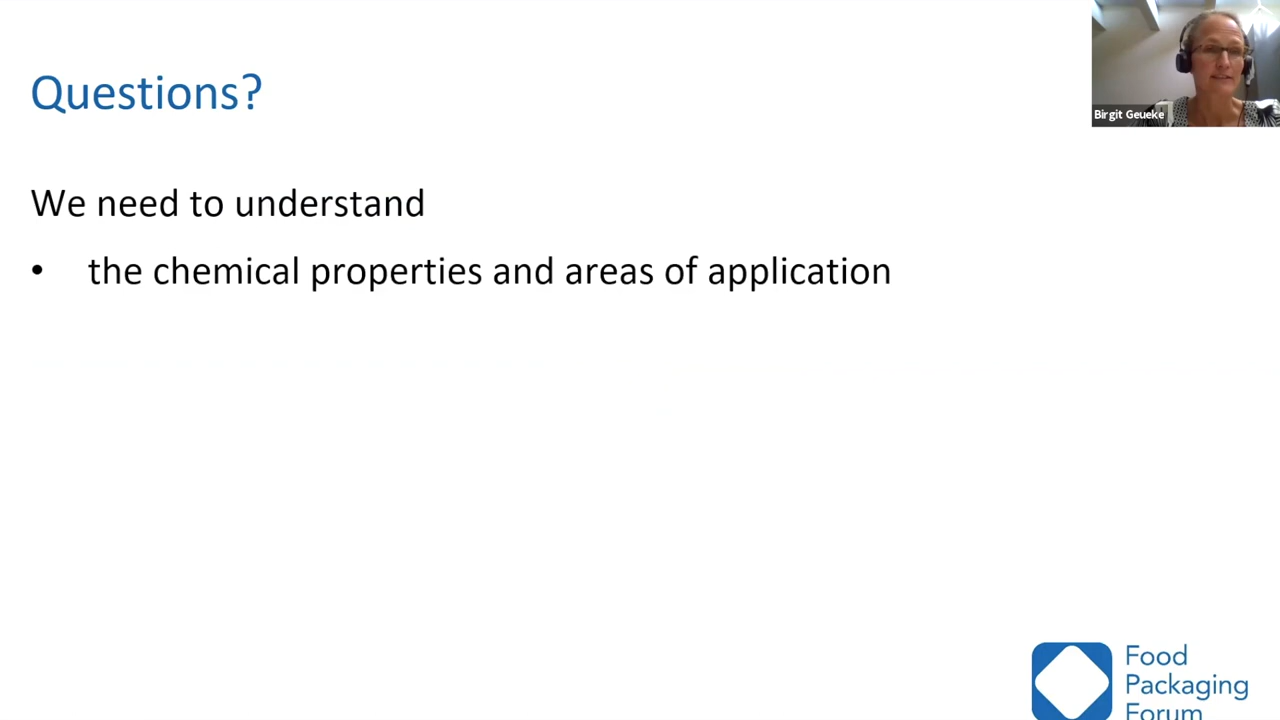 Questions?
Birgit Geueke
We need to understand
• the chemical properties and areas of application
Food
Packaging
Forum